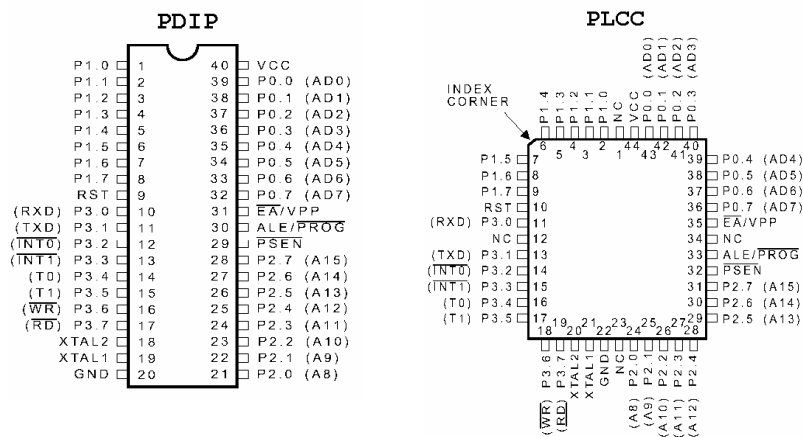 PDIP
P1.0 1 40 VCC
P1.1 2 39 P0.0 (AD0)
P1.2 3 38 P0.1 (AD1)
P1.3 4 37 P0.2 (AD2)
P1.4 5 36 P0.3 (AD3)
P1.5 6 35 P0.4 (AD4)
P1.6 7 34 P0.5 (AD5)
P1.7 8 33 P0.6 (AD6)
RST 9 32 P0.7 (AD7)
(RXD) P3.0 10 31 E̅A̅/VPP
(TXD) P3.1 11 30 ALE/P̅R̅O̅G̅
(I̅N̅T̅0̅) P3.2 12 29 P̅S̅E̅N̅
(I̅N̅T̅1̅) P3.3 13 28 P2.7 (A15)
(T0) P3.4 14 27 P2.6 (A14)
(T1) P3.5 15 26 P2.5 (A13)
(W̅R̅) P3.6 16 25 P2.4 (A12)
(R̅D̅) P3.7 17 24 P2.3 (A11)
XTAL2 18 23 P2.2 (A10)
XTAL1 19 22 P2.1 (A9)
GND 20 21 P2.0 (A8)
PLCC
INDEX
CORNER
P1.4
P1.3
P1.2
P1.1
P1.0
NC
VCC
P0.0 (AD0)
P0.1 (AD1)
P0.2 (AD2)
P0.3 (AD3)
6 5 4 3 2 1 44 43 42 41 40
P1.5 7 39 P0.4 (AD4)
P1.6 8 38 P0.5 (AD5)
P1.7 9 37 P0.6 (AD6)
RST 10 36 P0.7 (AD7)
(RXD) P3.0 11 35 E̅A̅/VPP
NC 12 34 NC
(TXD) P3.1 13 33 ALE/P̅R̅O̅G̅
(I̅N̅T̅0̅) P3.2 14 32 P̅S̅E̅N̅
(I̅N̅T̅1̅) P3.3 15 31 P2.7 (A15)
(T0) P3.4 16 30 P2.6 (A14)
(T1) P3.5 17 29 P2.5 (A13)
18 19 20 21 22 23 24 25 26 27 28
(W̅R̅) P3.6
(R̅D̅) P3.7
XTAL2
XTAL1
GND
NC
(A8) P2.0
(A9) P2.1
(A10) P2.2
(A11) P2.3
(A12) P2.4